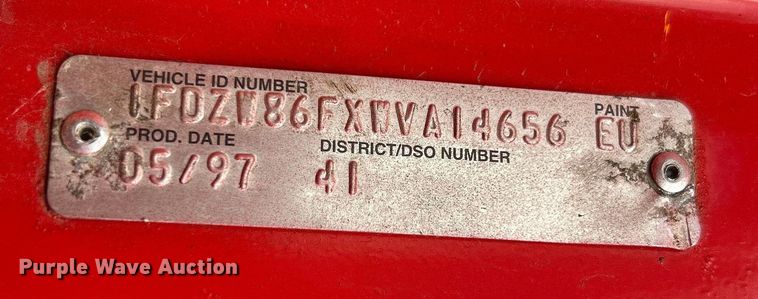 VEHICLE ID NUMBER
1FDZW86FXWVA14656 EU
PAINT
PROD. DATE DISTRICT/DSO NUMBER
05/97 41
Purple Wave Auction